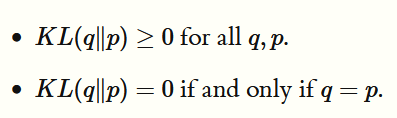 • KL(q||p) ≥ 0 for all q, p.
• KL(q||p) = 0 if and only if q = p.